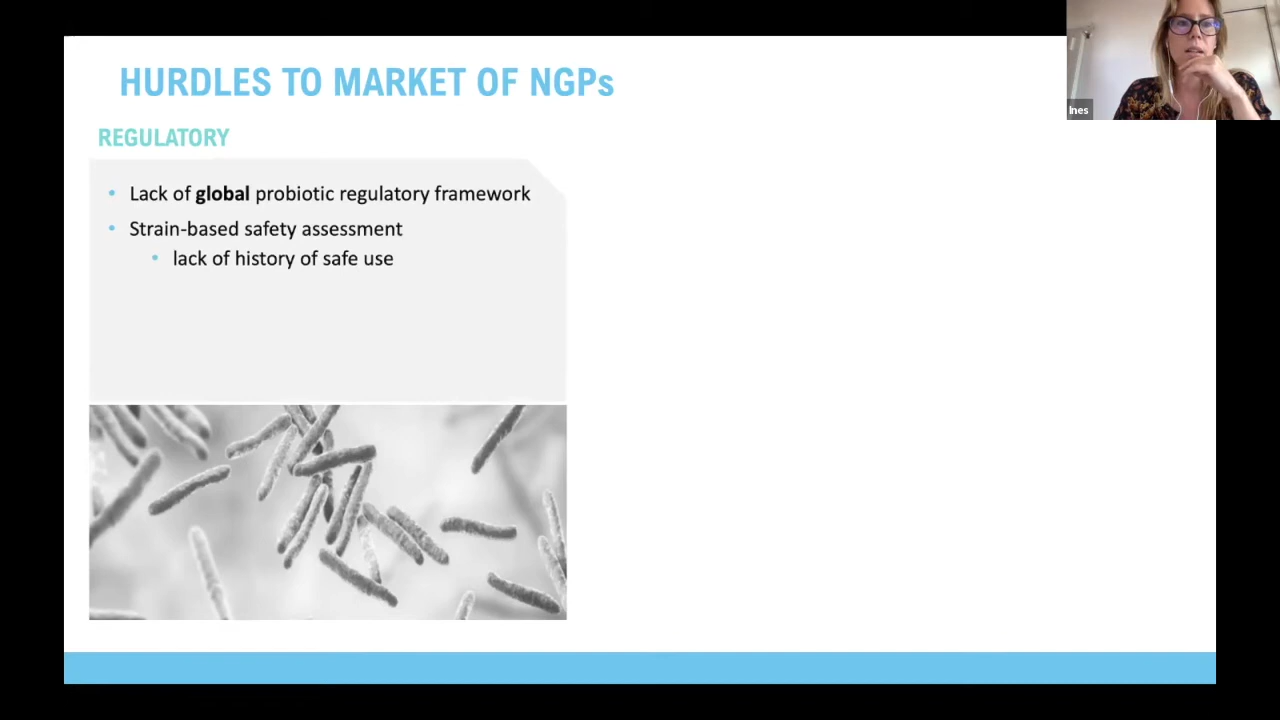 HURDLES TO MARKET OF NGPs
Ines
REGULATORY
• Lack of global probiotic regulatory framework
• Strain-based safety assessment
• lack of history of safe use